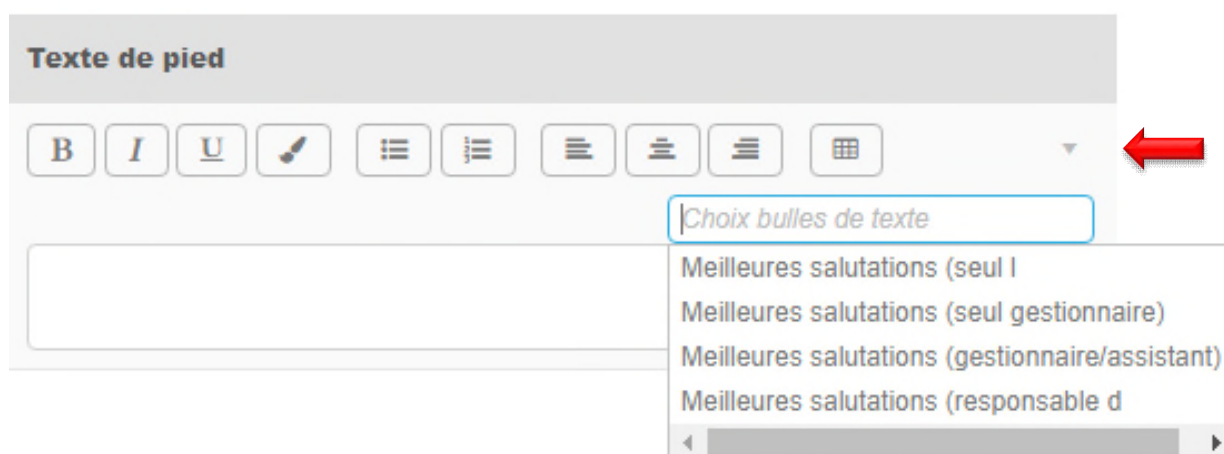 Texte de pied
B I U
Choix bulles de texte
Meilleures salutations (seul l
Meilleures salutations (seul gestionnaire)
Meilleures salutations (gestionnaire/assistant)
Meilleures salutations (responsable d